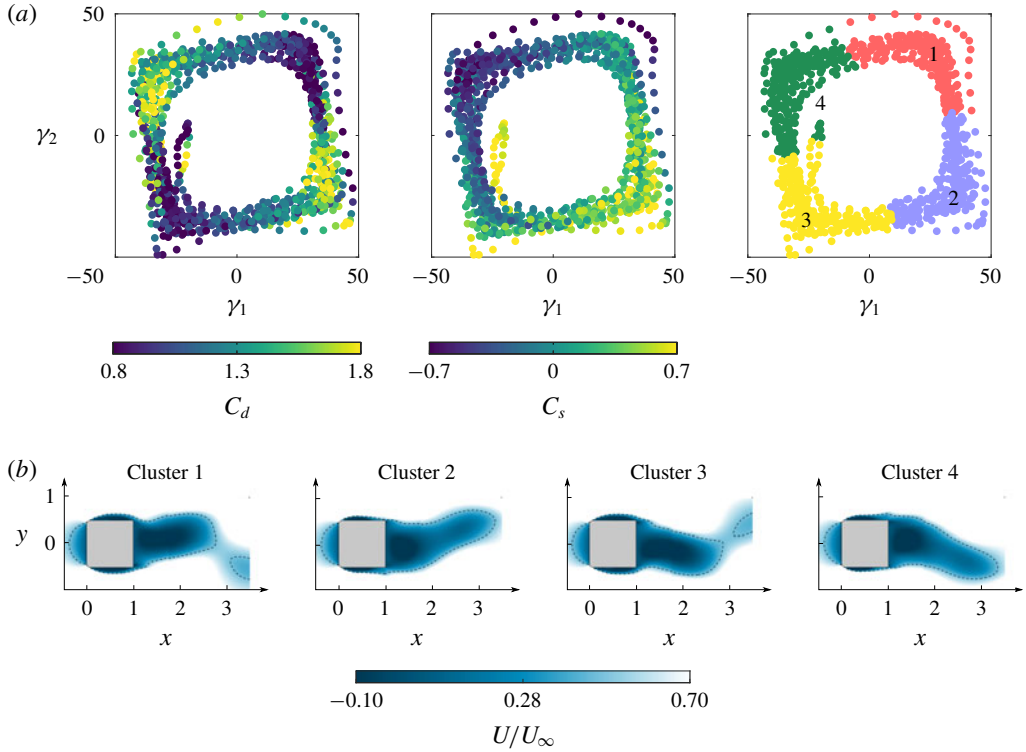 (a)
50
0
−50
γ2
−50 0 50
γ1
0.8 1.3 1.8
Cd
−50 0 50
γ1
−0.7 0 0.7
Cs
1
2
3
4
−50 0 50
γ1
(b)
Cluster 1
Cluster 2
Cluster 3
Cluster 4
1
y 0
0 1 2 3
x
0 1 2 3
x
0 1 2 3
x
0 1 2 3
x
−0.10 0.28 0.70
U/U∞